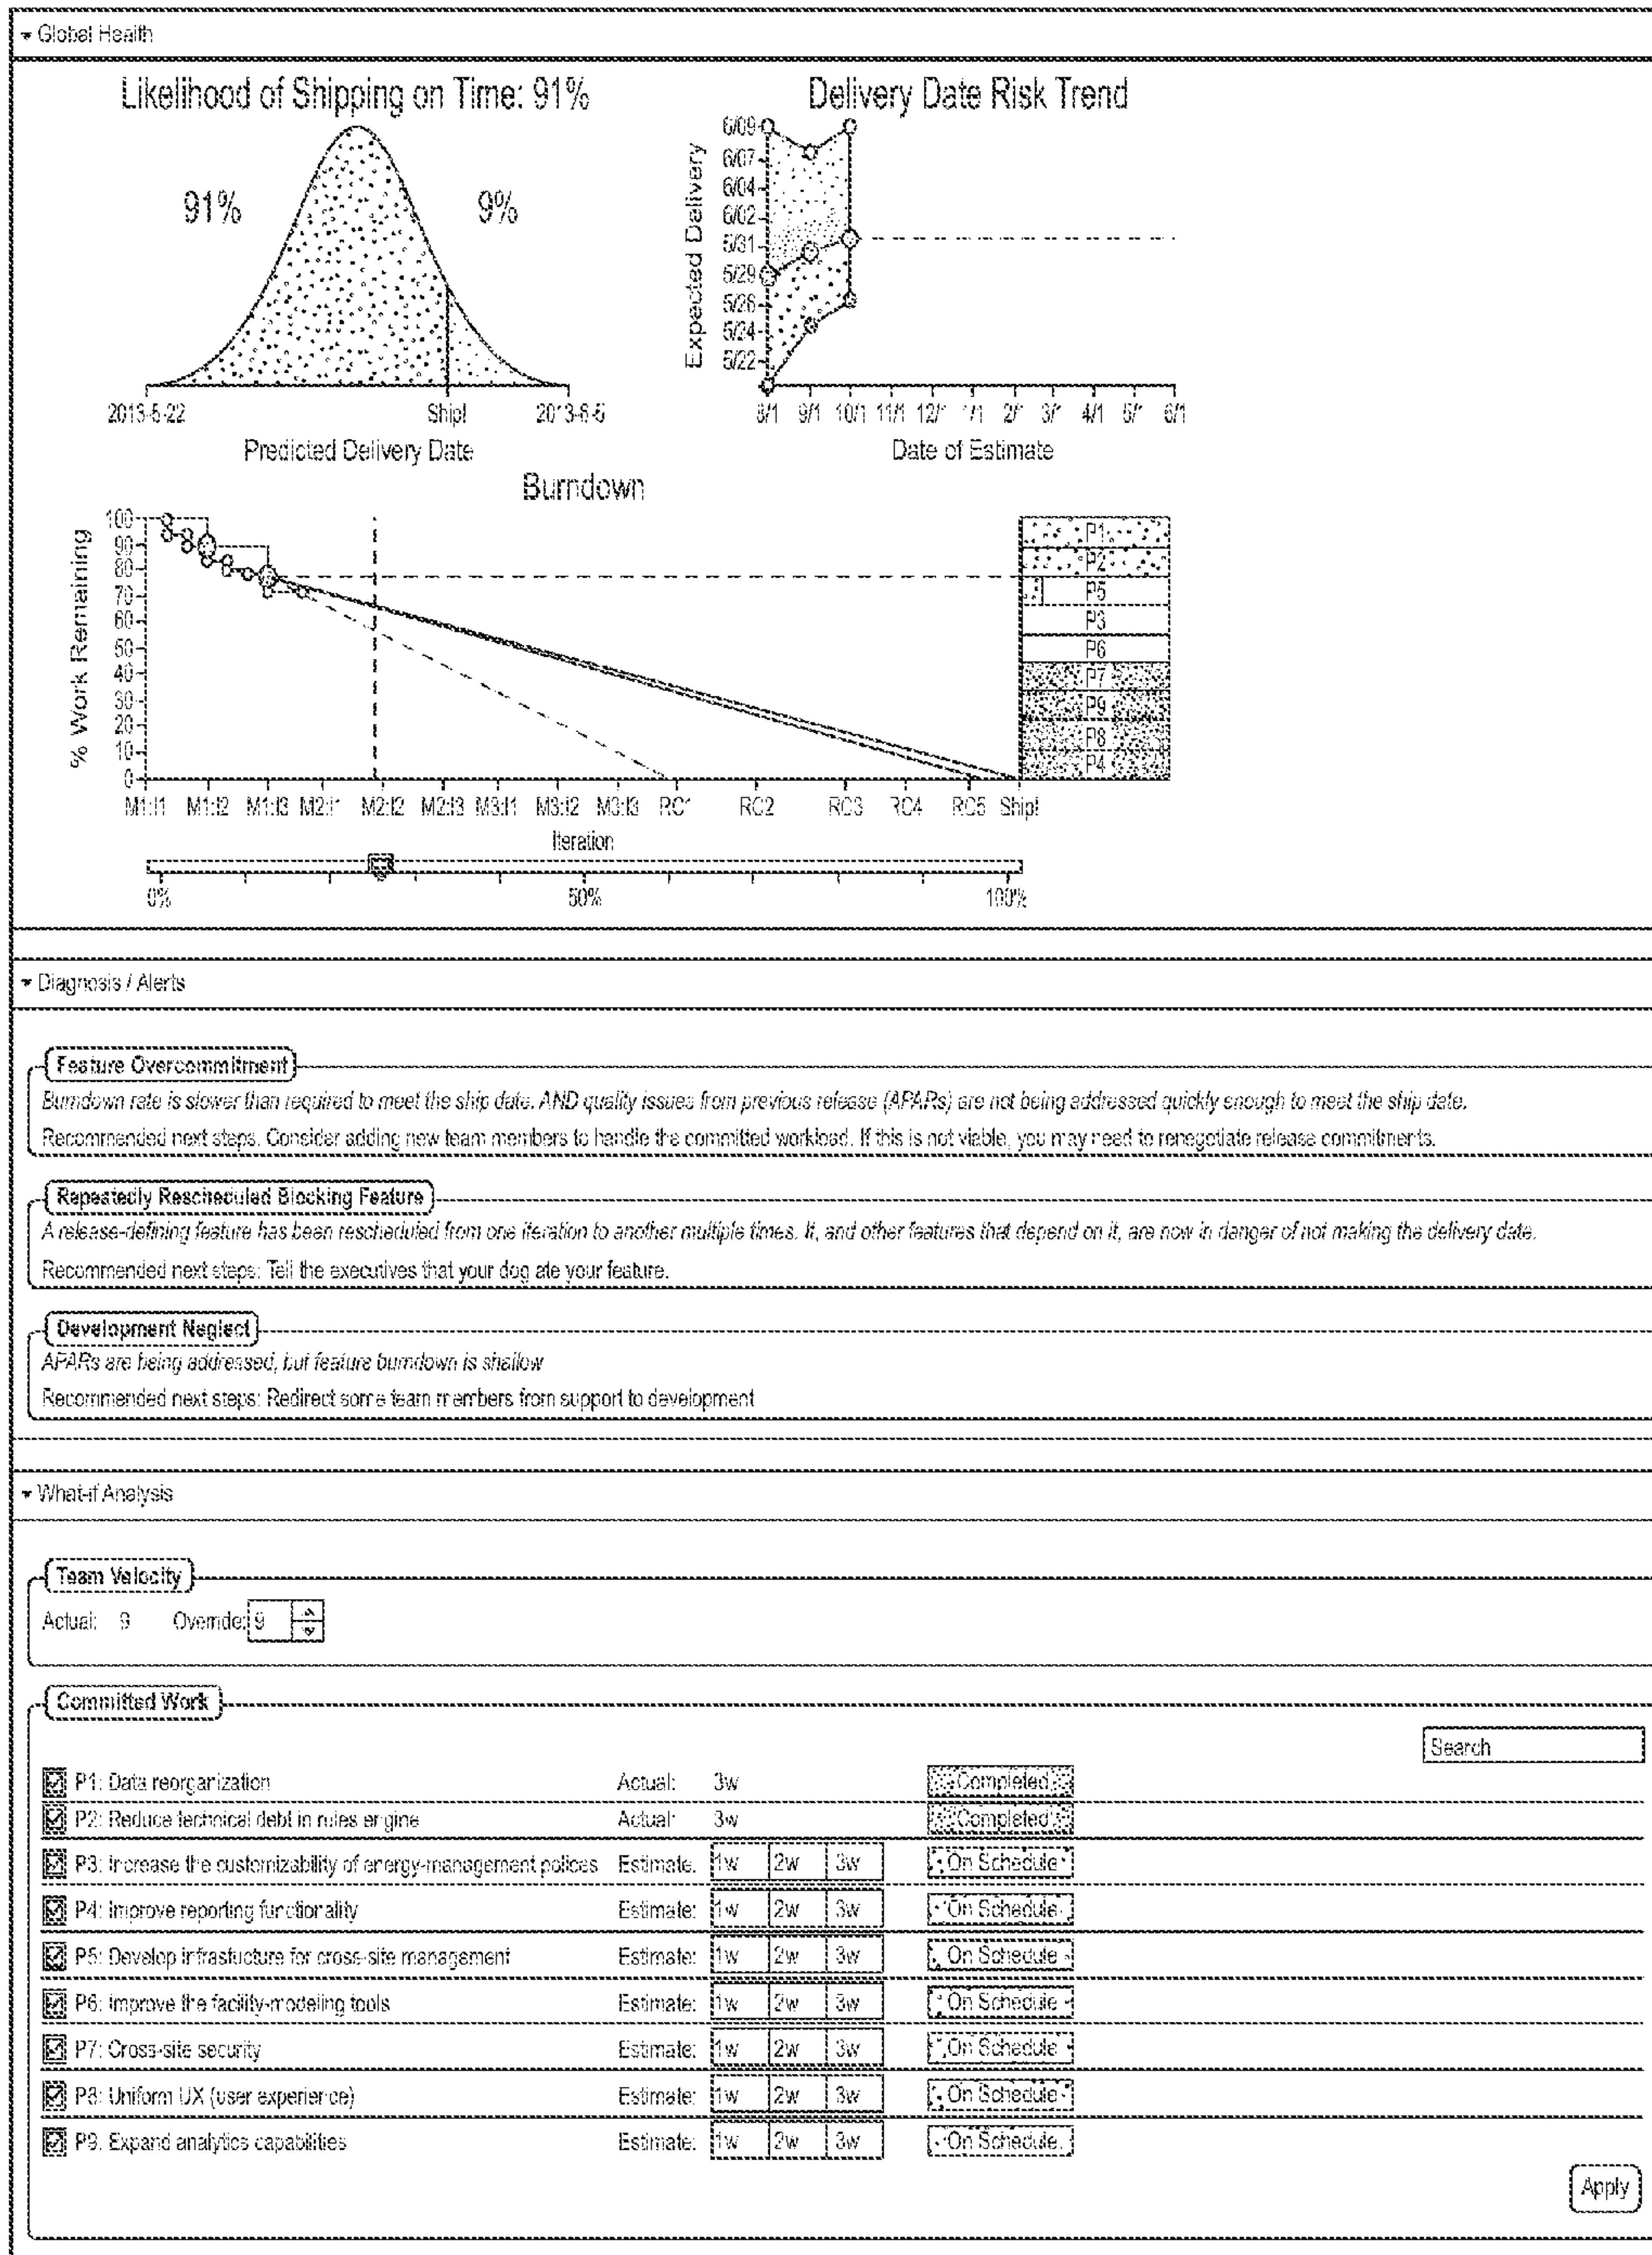 Global Health
Likelihood of Shipping on Time: 91%
91%
9%
2013-5-22
Ship!
Predicted Delivery Date
Delivery Date Risk Trend
Expected Delivery
6/09
6/07
6/04
6/02
5/31
5/29
5/26
5/24
5/22
8/1 9/1 10/1 11/1 12/1 1/1 2/1 3/1 4/1 5/1 6/1
Date of Estimate
Burndown
% Work Remaining
100
90
80
70
60
50
40
30
20
10
0
P1
P2
P5
P3
P6
P7
P9
P8
P4
M1:I1 M1:I2 M1:I3 M2:I1 M2:I2 M2:I3 M3:I1 M3:I2 M3:I3 RC1 RC2 RC3 RC4 RC5 Ship!
Iteration
0% 50% 100%
Diagnosis / Alerts
Feature Overcommitment
Burndown rate is slower than required to meet the ship date. AND quality issues from previous release (APARs) are not being addressed quickly enough to meet the ship date.
Recommended next steps. Consider adding new team members to handle the committed workload. If this is not viable, you may need to renegotiate release commitments.
Repeatedly Rescheduled Blocking Feature
A release-defining feature has been rescheduled from one iteration to another multiple times. It, and other features that depend on it, are now in danger of not making the delivery date.
Recommended next steps: Tell the executives that your dog ate your feature.
Development Neglect
APARs are being addressed, but feature burndown is shallow
Recommended next steps: Redirect some team members from support to development
What-if Analysis
Team Velocity
Actual: 9 Override: 9
Committed Work
Search
P1: Data reorganization Actual: 3w Completed
P2: Reduce technical debt in rules engine Actual: 3w Completed
P3: Increase the customizability of energy-management polices Estimate: 1w 2w 3w On Schedule
P4: Improve reporting functionality Estimate: 1w 2w 3w On Schedule
P5: Develop infrastucture for cross-site management Estimate: 1w 2w 3w On Schedule
P6: Improve the facility-modeling tools Estimate: 1w 2w 3w On Schedule
P7: Cross-site security Estimate: 1w 2w 3w On Schedule
P8: Uniform UX (user experience) Estimate: 1w 2w 3w On Schedule
P9: Expand analytics capabilities Estimate: 1w 2w 3w On Schedule
Apply